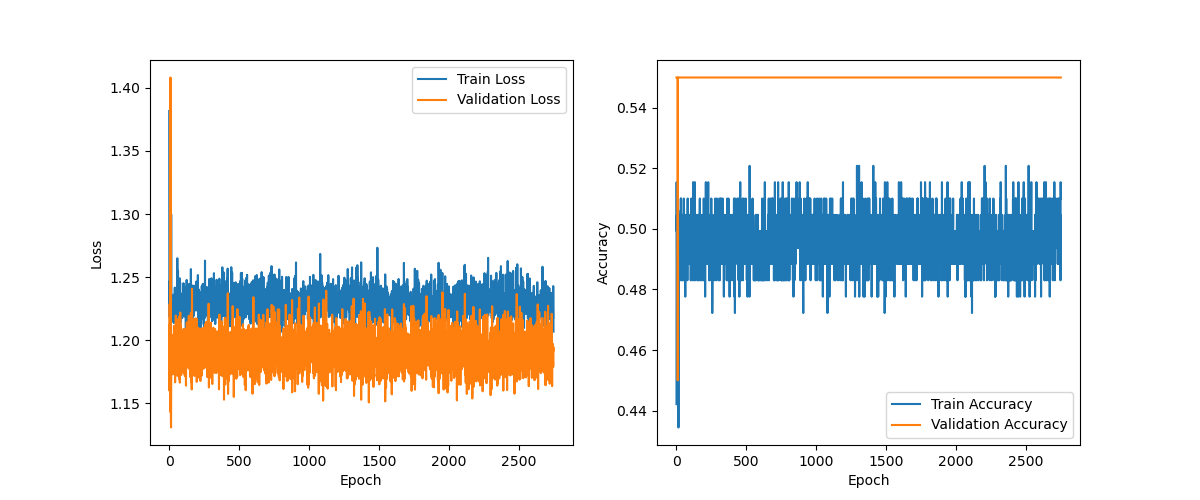 Loss
1.40
1.35
1.30
1.25
1.20
1.15
Train Loss
Validation Loss
0 500 1000 1500 2000 2500
Epoch
Accuracy
0.54
0.52
0.50
0.48
0.46
0.44
Train Accuracy
Validation Accuracy
0 500 1000 1500 2000 2500
Epoch